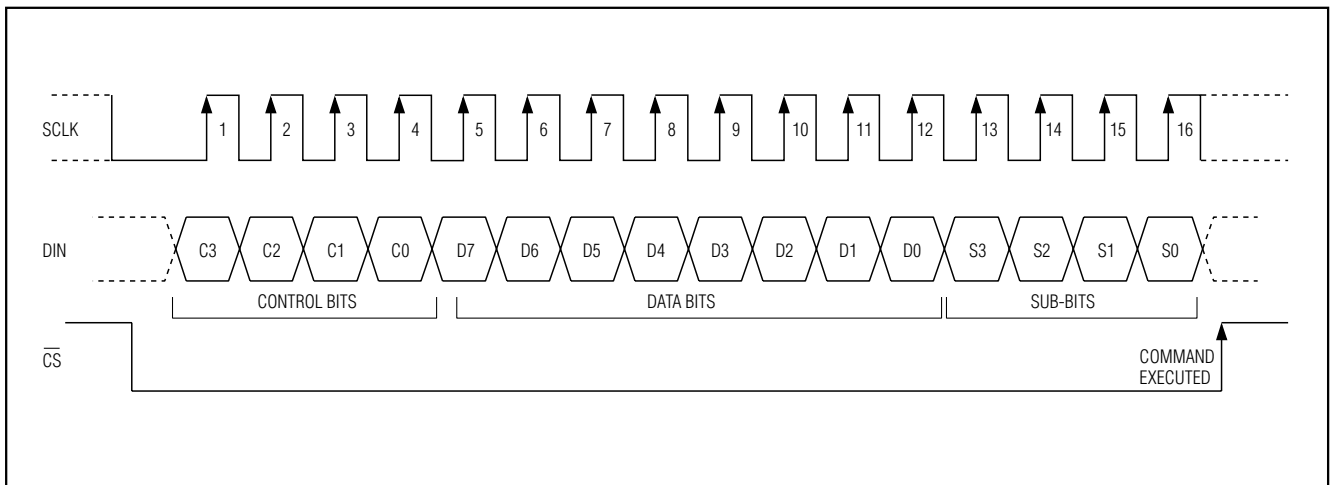 SCLK 1 2 3 4 5 6 7 8 9 10 11 12 13 14 15 16
DIN C3 C2 C1 C0 D7 D6 D5 D4 D3 D2 D1 D0 S3 S2 S1 S0
CONTROL BITS DATA BITS SUB-BITS
CS COMMAND
EXECUTED